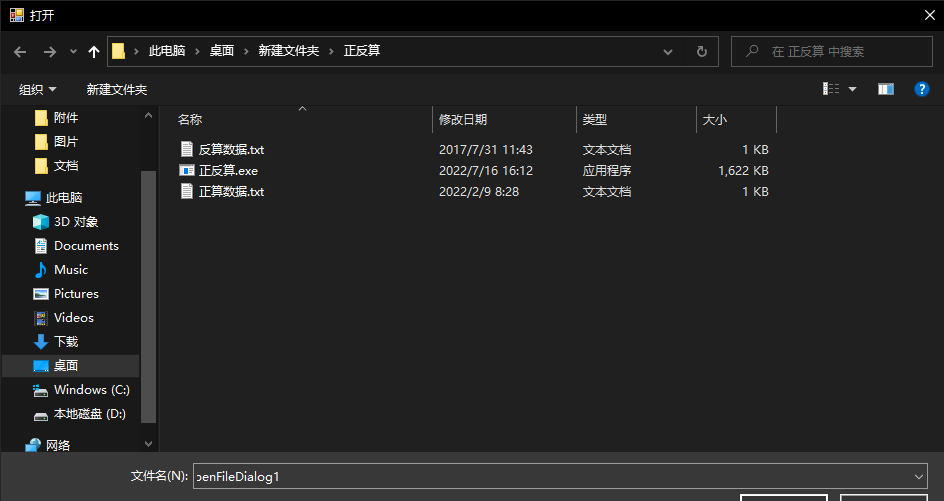 打开
此电脑 › 桌面 › 新建文件夹 › 正反算
在 正反算 中搜索
组织 新建文件夹
附件
图片
文档
此电脑
3D 对象
Documents
Music
Pictures
Videos
下载
桌面
Windows (C:)
本地磁盘 (D:)
网络
名称 修改日期 类型 大小
反算数据.txt 2017/7/31 11:43 文本文档 1 KB
正反算.exe 2022/7/16 16:12 应用程序 1,622 KB
正算数据.txt 2022/2/9 8:28 文本文档 1 KB
文件名(N): penFileDialog1